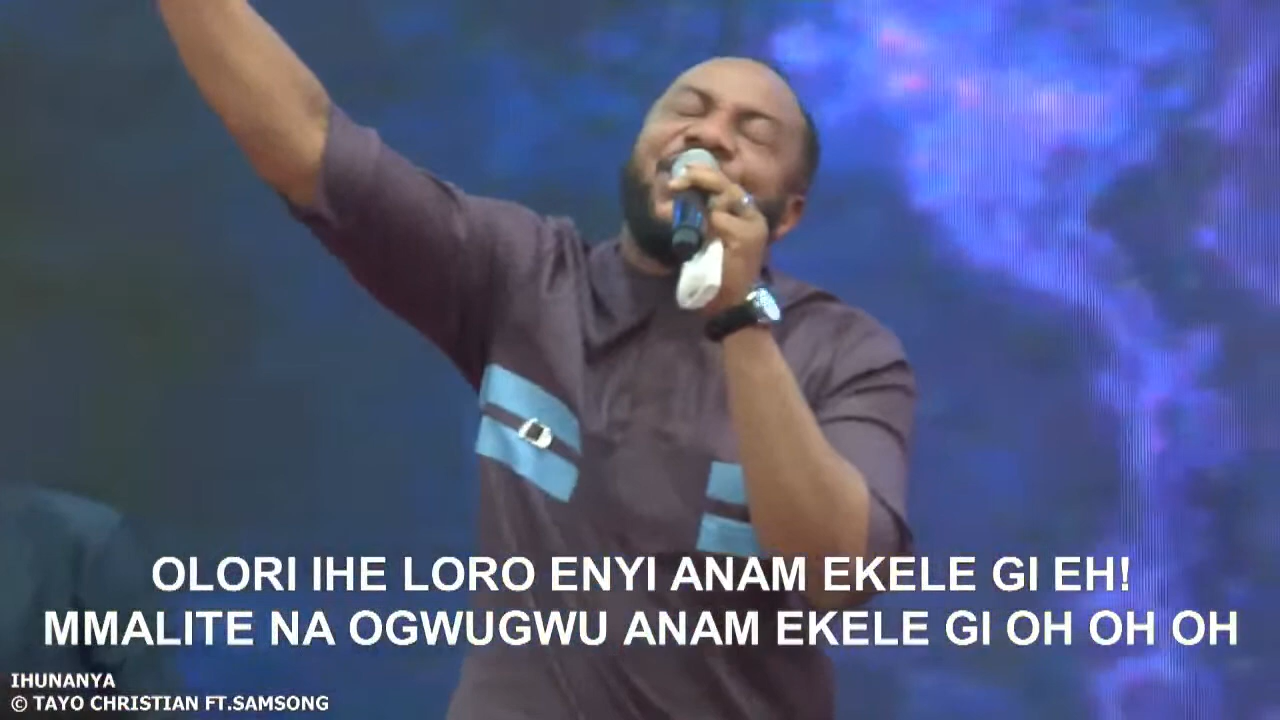 OLORI IHE LORO ENYI ANAM EKELE GI EH!
MMALITE NA OGWUGWU ANAM EKELE GI OH OH OH
IHUNANYA
© TAYO CHRISTIAN FT.SAMSONG